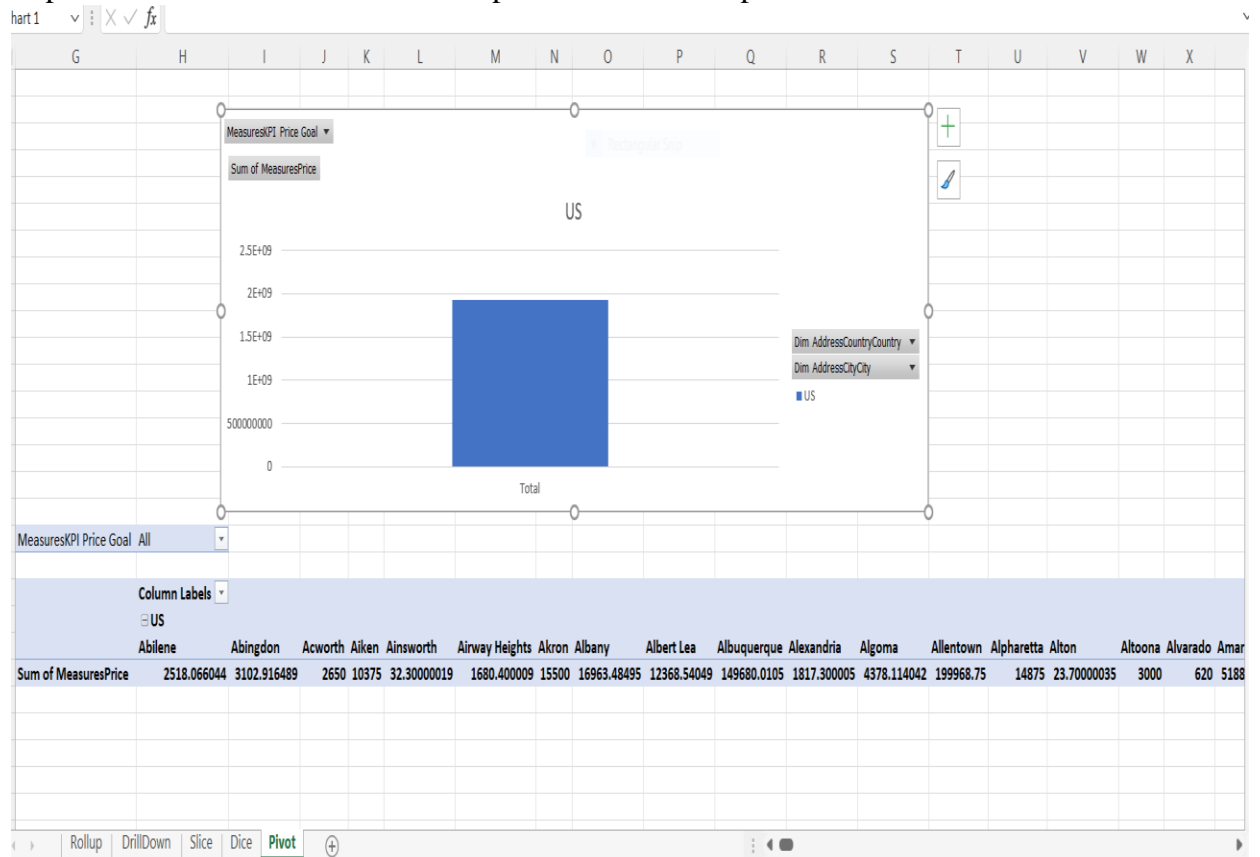 hart 1 fx
G H I J K L M N O P Q R S T U V W X
MeasuresKPI Price Goal
Sum of MeasuresPrice
US
2.5E+09
2E+09
1.5E+09
1E+09
500000000
0
Total
Dim AddressCountryCountry
Dim AddressCityCity
US
MeasuresKPI Price Goal All
Column Labels
US
Abilene Abingdon Acworth Aiken Ainsworth Airway Heights Akron Albany Albert Lea Albuquerque Alexandria Algoma Allentown Alpharetta Alton Altoona Alvarado Amar
Sum of MeasuresPrice 2518.066044 3102.916489 2650 10375 32.30000019 1680.400009 15500 16963.48495 12368.54049 149680.0105 1817.300005 4378.114042 199968.75 14875 23.70000035 3000 620 5188
Rollup DrillDown Slice Dice Pivot